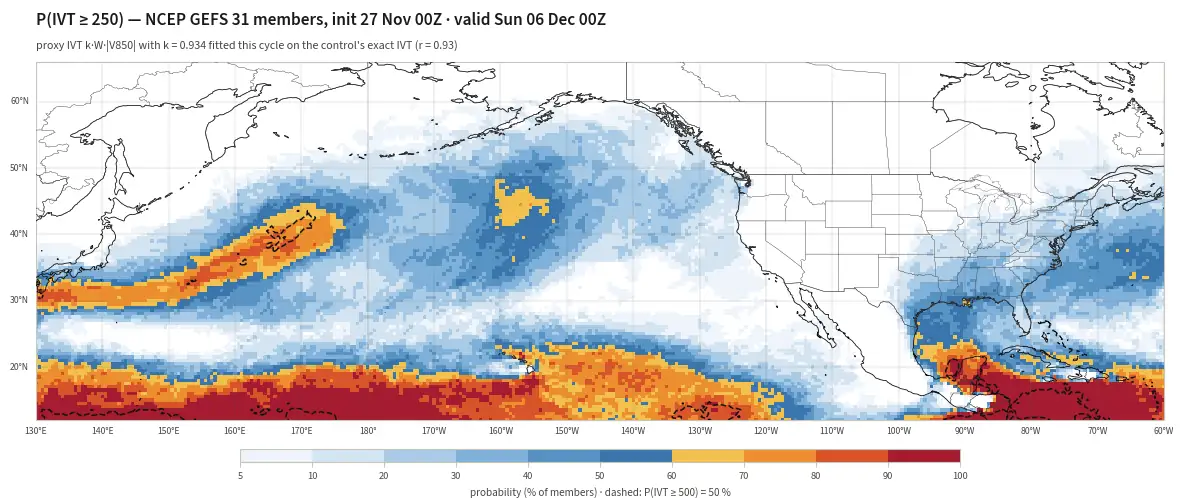 P(IVT ≥ 250) — NCEP GEFS 31 members, init 27 Nov 00Z · valid Sun 06 Dec 00Z
proxy IVT k·W·|V850| with k = 0.934 fitted this cycle on the control's exact IVT (r = 0.93)
60°N
50°N
40°N
30°N
20°N
130°E 140°E 150°E 160°E 170°E 180° 170°W 160°W 150°W 140°W 130°W 120°W 110°W 100°W 90°W 80°W 70°W 60°W
5 10 20 30 40 50 60 70 80 90 100
probability (% of members) · dashed: P(IVT ≥ 500) = 50 %